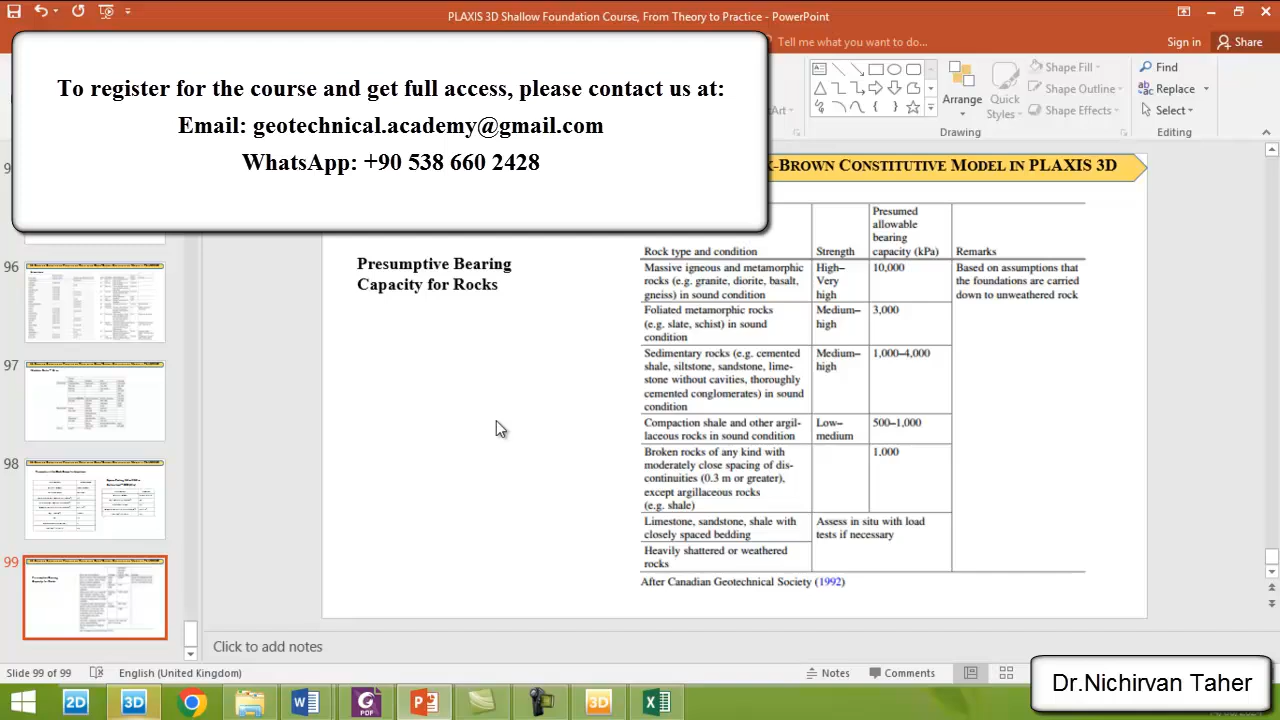 PLAXIS 3D Shallow Foundation Course, From Theory to Practice - PowerPoint
Tell me what you want to do...
Sign in
Share
To register for the course and get full access, please contact us at:
Email: geotechnical.academy@gmail.com
WhatsApp: +90 538 660 2428
Arrange
Quick
Styles
Shape Fill
Shape Outline
Shape Effects
Find
Replace
Select
Drawing
Editing
-BROWN CONSTITUTIVE MODEL IN PLAXIS 3D
Presumptive Bearing
Capacity for Rocks
Rock type and condition
Strength
Presumed
allowable
bearing
capacity (kPa)
Remarks
Massive igneous and metamorphic
rocks (e.g. granite, diorite, basalt,
gneiss) in sound condition
High–
Very
high
10,000
Based on assumptions that
the foundations are carried
down to unweathered rock
Foliated metamorphic rocks
(e.g. slate, schist) in sound
condition
Medium–
high
3,000
Sedimentary rocks (e.g. cemented
shale, siltstone, sandstone, lime-
stone without cavities, thoroughly
cemented conglomerates) in sound
condition
Medium–
high
1,000–4,000
Compaction shale and other argil-
laceous rocks in sound condition
Low–
medium
500–1,000
Broken rocks of any kind with
moderately close spacing of dis-
continuities (0.3 m or greater),
except argillaceous rocks
(e.g. shale)
1,000
Limestone, sandstone, shale with
closely spaced bedding
Assess in situ with load
tests if necessary
Heavily shattered or weathered
rocks
After Canadian Geotechnical Society (1992)
96
97
98
99
Click to add notes
Slide 99 of 99
English (United Kingdom)
Notes
Comments
2D
3D
PDF
3D
Dr.Nichirvan Taher